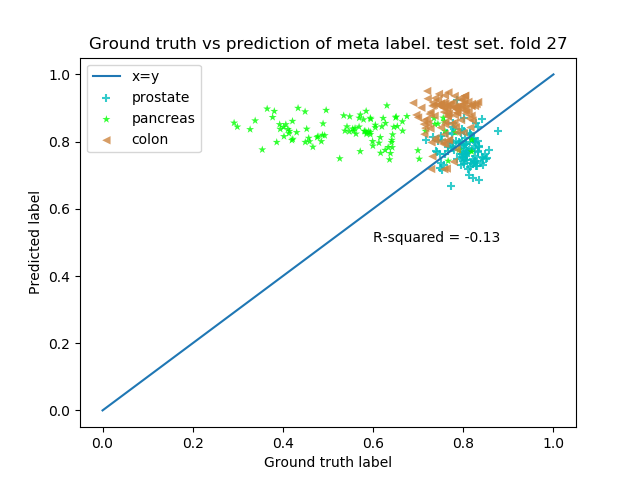 Ground truth vs prediction of meta label. test set. fold 27
x=y
prostate
pancreas
colon
R-squared = -0.13
1.0
0.8
0.6
0.4
0.2
0.0
Predicted label
0.0 0.2 0.4 0.6 0.8 1.0
Ground truth label